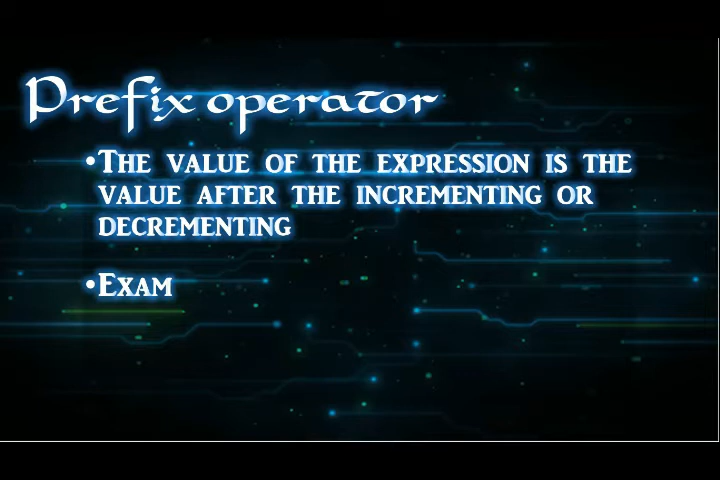 Prefix operator
•The value of the expression is the
value after the incrementing or
decrementing
•Exam